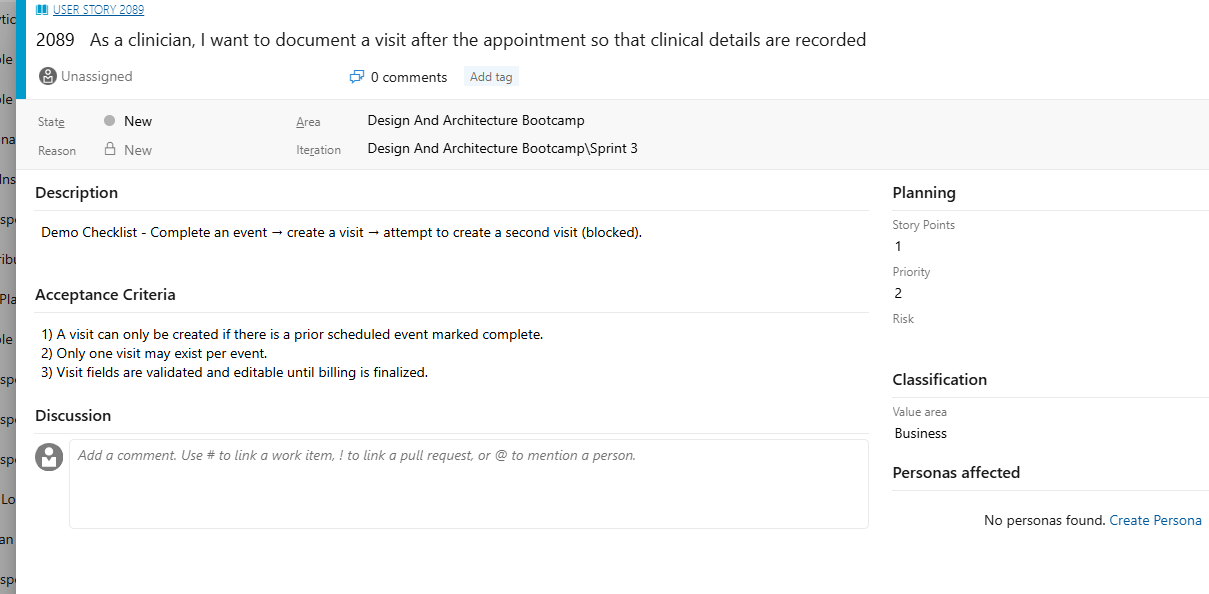 USER STORY 2089
2089 As a clinician, I want to document a visit after the appointment so that clinical details are recorded
Unassigned
0 comments
Add tag
State New
Area Design And Architecture Bootcamp
Reason New
Iteration Design And Architecture Bootcamp\Sprint 3
Description
Demo Checklist - Complete an event → create a visit → attempt to create a second visit (blocked).
Acceptance Criteria
1) A visit can only be created if there is a prior scheduled event marked complete.
2) Only one visit may exist per event.
3) Visit fields are validated and editable until billing is finalized.
Discussion
Add a comment. Use # to link a work item, ! to link a pull request, or @ to mention a person.
Planning
Story Points
1
Priority
2
Risk
Classification
Value area
Business
Personas affected
No personas found. Create Persona